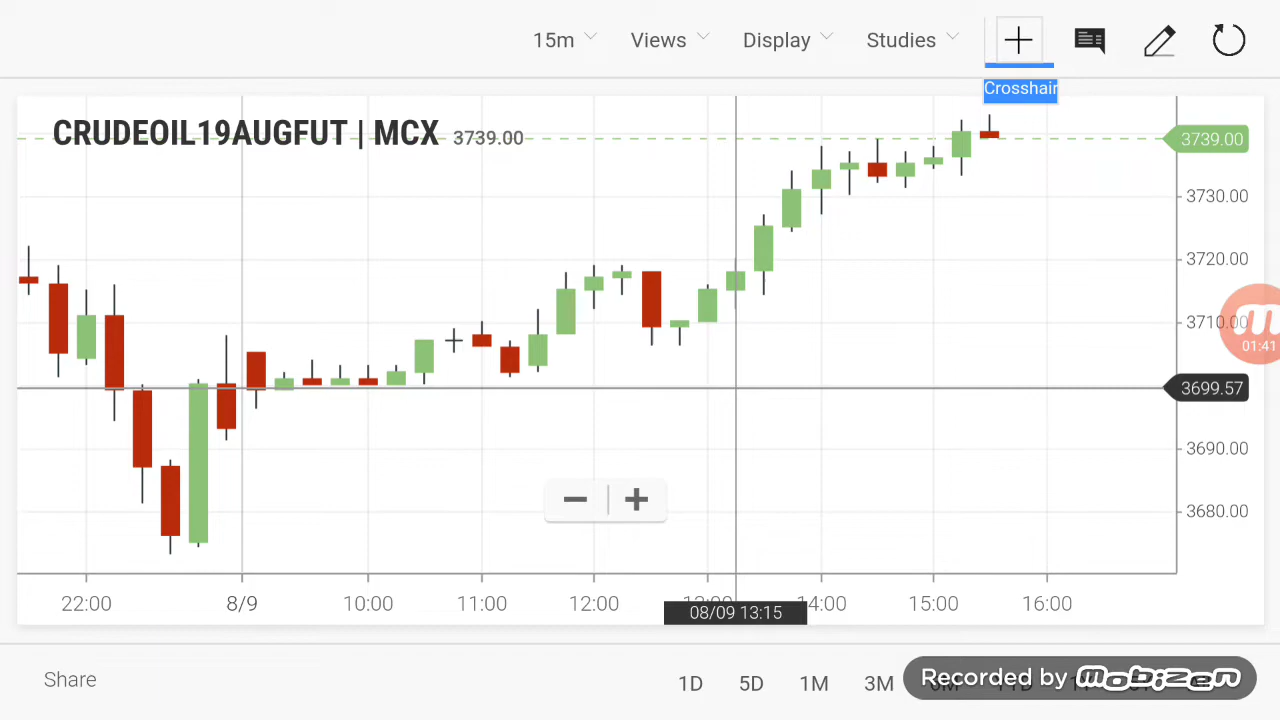 15m Views Display Studies
Crosshair
CRUDEOIL19AUGFUT | MCX 3739.00
3739.00
3730.00
3720.00
3710.00
01:41
3699.57
3690.00
3680.00
22:00 8/9 10:00 11:00 12:00 14:00 15:00 16:00
08/09 13:15
Share 1D 5D 1M 3M
Recorded by mobizen